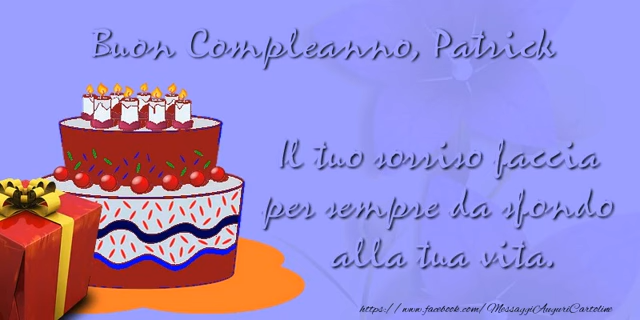 Buon Compleanno, Patrick
Il tuo sorriso faccia
per sempre da sfondo
alla tua vita.
https://www.facebook.com/MessaggiAuguriCartoline